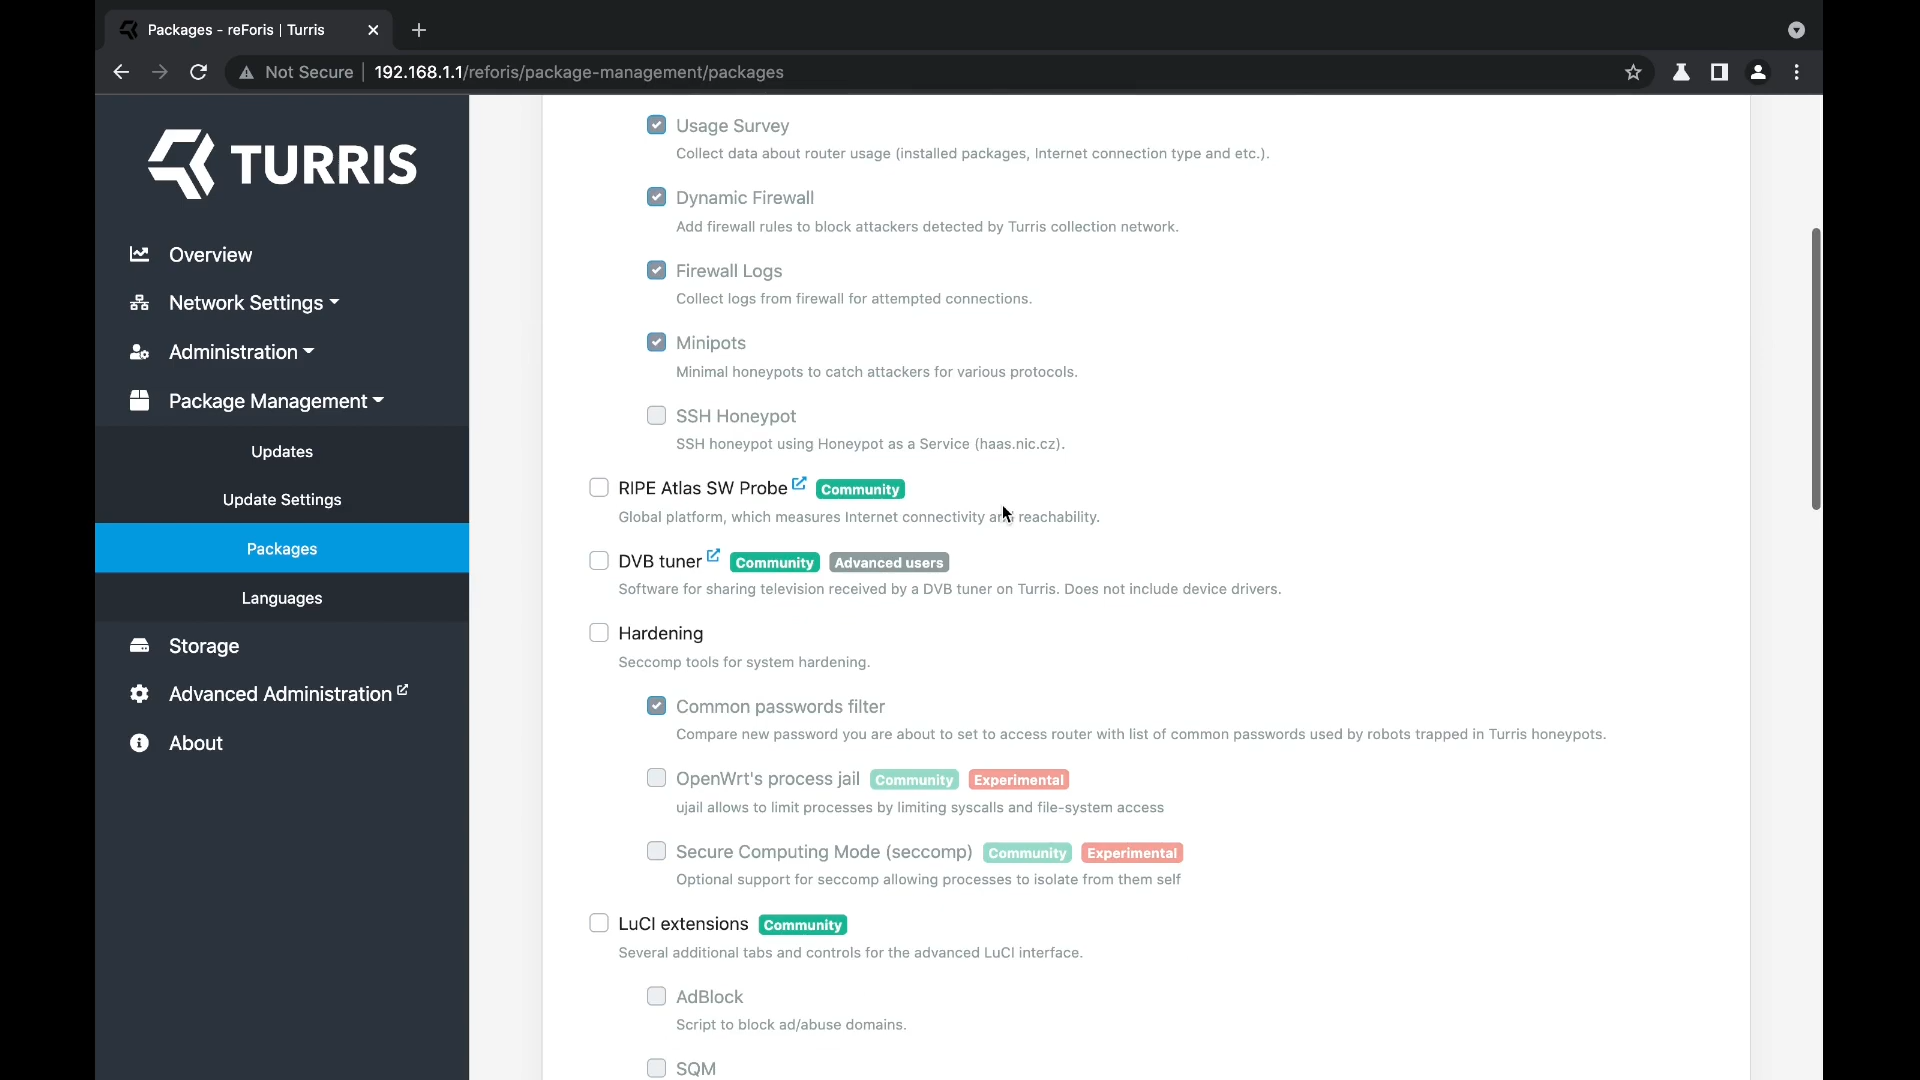 Packages - reForis | Turris
Not Secure | 192.168.1.1/reforis/package-management/packages
TURRIS
Overview
Network Settings
Administration
Package Management
Updates
Update Settings
Packages
Languages
Storage
Advanced Administration
About
Usage Survey
Collect data about router usage (installed packages, Internet connection type and etc.).
Dynamic Firewall
Add firewall rules to block attackers detected by Turris collection network.
Firewall Logs
Collect logs from firewall for attempted connections.
Minipots
Minimal honeypots to catch attackers for various protocols.
SSH Honeypot
SSH honeypot using Honeypot as a Service (haas.nic.cz).
RIPE Atlas SW Probe Community
Global platform, which measures Internet connectivity and reachability.
DVB tuner Community Advanced users
Software for sharing television received by a DVB tuner on Turris. Does not include device drivers.
Hardening
Seccomp tools for system hardening.
Common passwords filter
Compare new password you are about to set to access router with list of common passwords used by robots trapped in Turris honeypots.
OpenWrt's process jail Community Experimental
ujail allows to limit processes by limiting syscalls and file-system access
Secure Computing Mode (seccomp) Community Experimental
Optional support for seccomp allowing processes to isolate from them self
LuCI extensions Community
Several additional tabs and controls for the advanced LuCI interface.
AdBlock
Script to block ad/abuse domains.
SQM